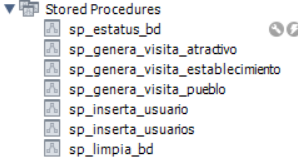 Stored Procedures
sp_estatus_bd
sp_genera_visita_atractivo
sp_genera_visita_establecimiento
sp_genera_visita_pueblo
sp_inserta_usuario
sp_inserta_usuarios
sp_limpia_bd